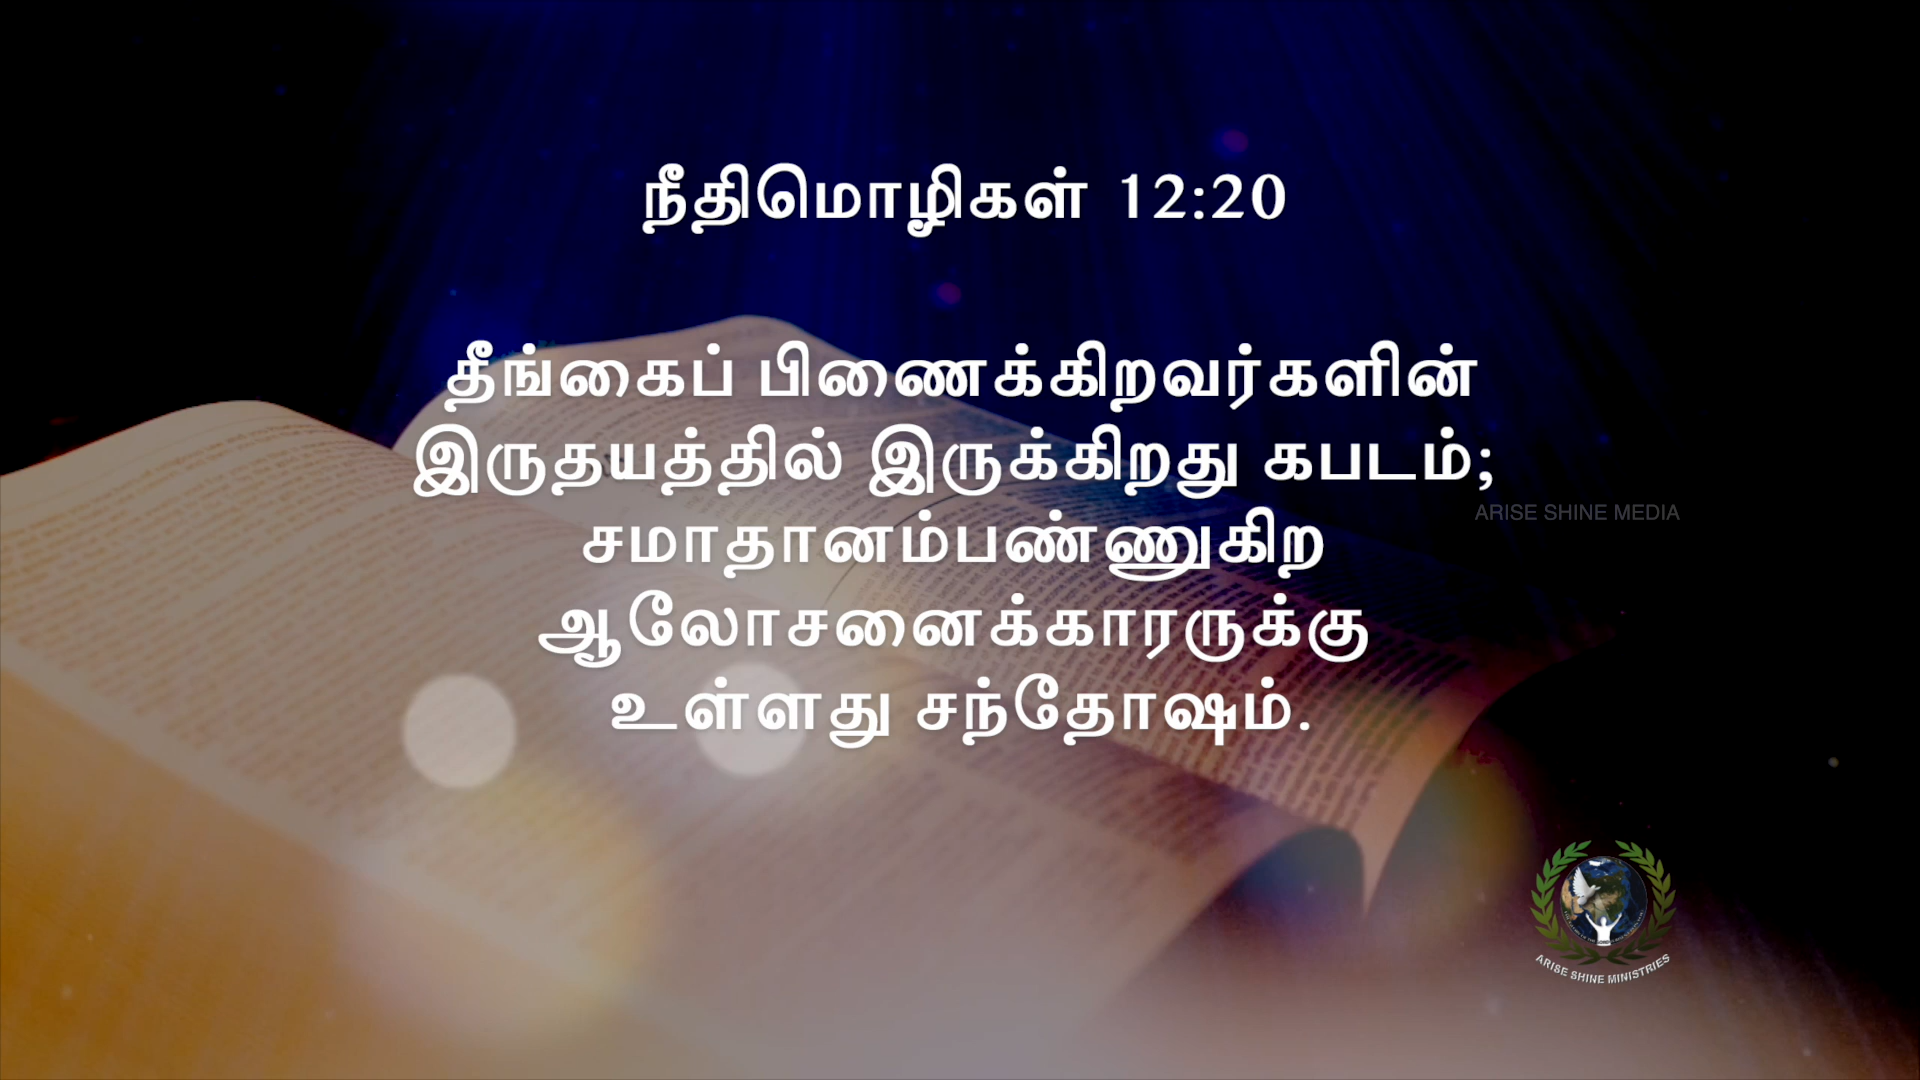 நீதிமொழிகள் 12:20
தீங்கைப் பிணைக்கிறவர்களின்
இருதயத்தில் இருக்கிறது கபடம்;
சமாதானம்பண்ணுகிற
ஆலோசனைக்காரருக்கு
உள்ளது சந்தோஷம்.
ARISE SHINE MEDIA
ARISE SHINE MINISTRIES